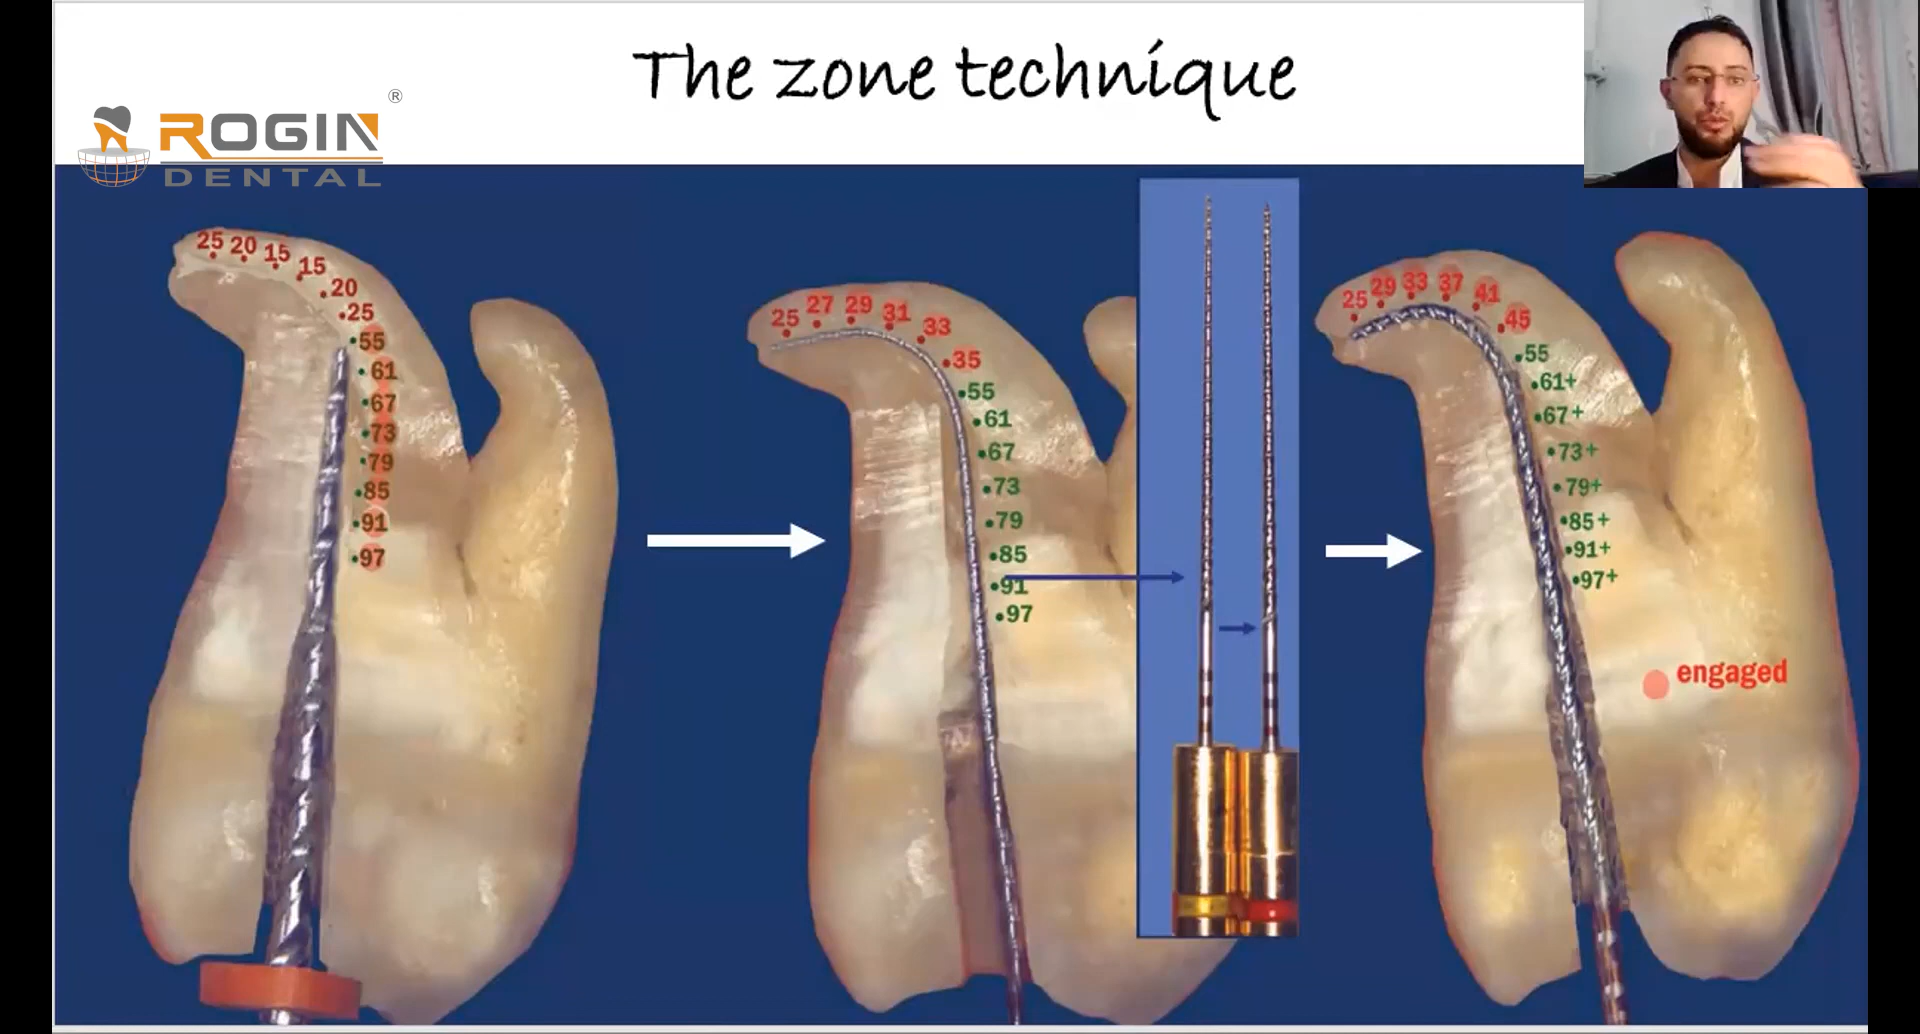 The zone technique
®
ROGIN
DENTAL
25 20 15 15 20 25 55 61 67 73 79 85 91 97
25 27 29 31 33 35 55 61 67 73 79 85 91 97
25 29 33 37 41 45 55 61+ 67+ 73+ 79+ 85+ 91+ 97+
engaged